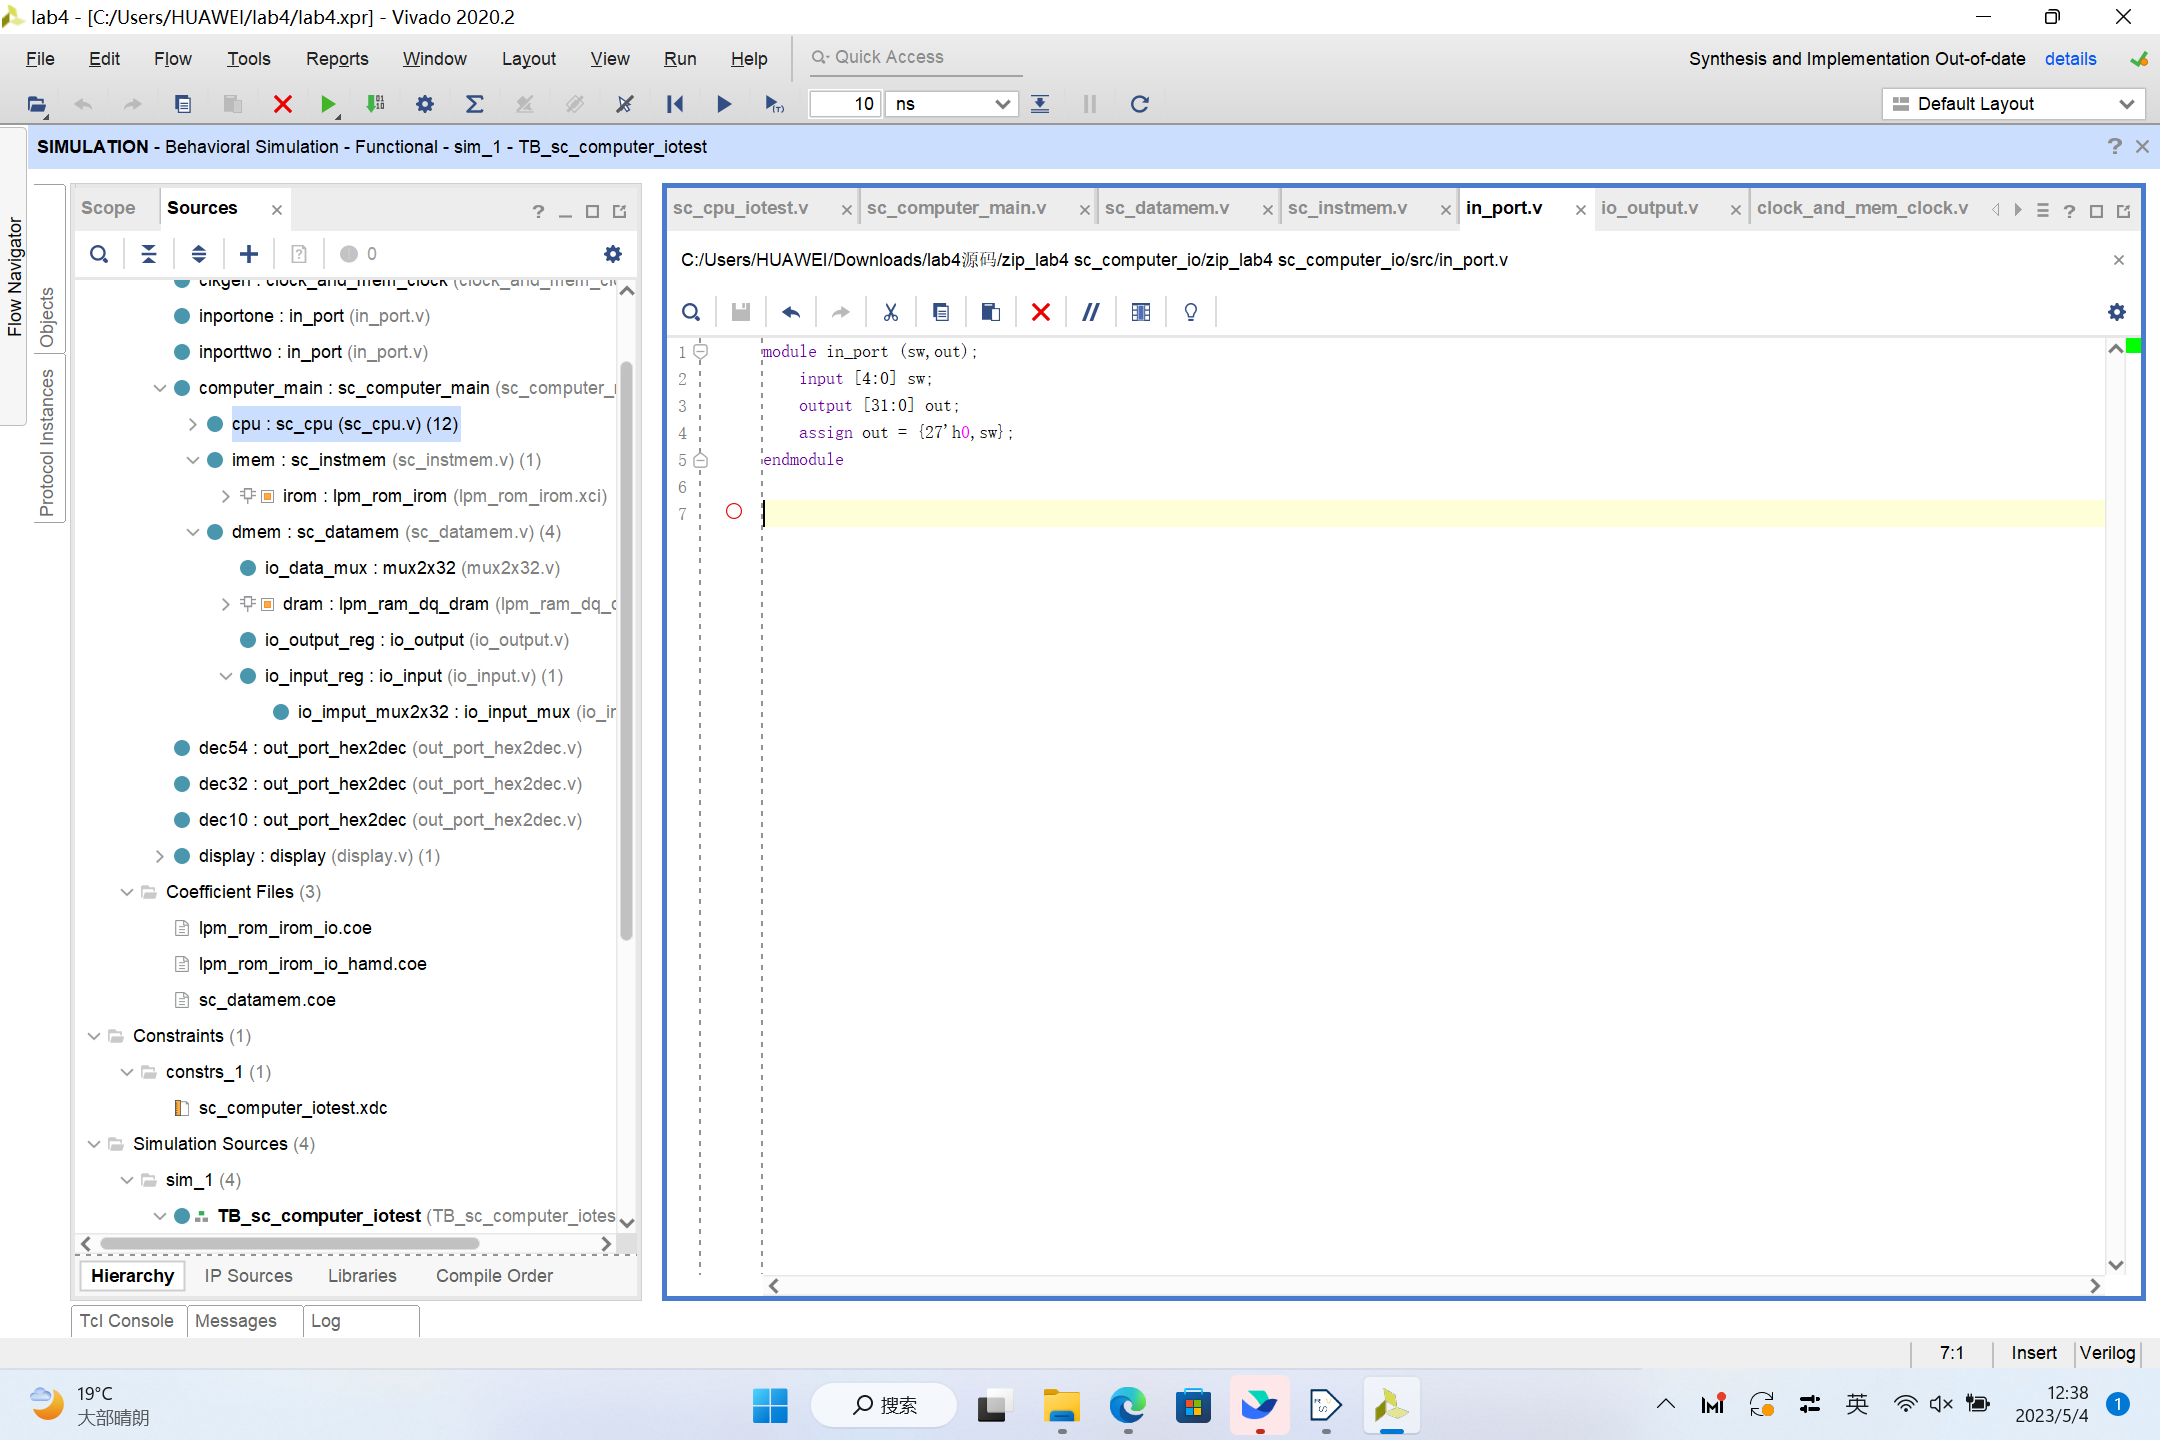 lab4 - [C:/Users/HUAWEI/lab4/lab4.xpr] - Vivado 2020.2
File Edit Flow Tools Reports Window Layout View Run Help Quick Access
Synthesis and Implementation Out-of-date details
10 ns
Default Layout
SIMULATION - Behavioral Simulation - Functional - sim_1 - TB_sc_computer_iotest
Flow Navigator
Objects
Protocol Instances
Scope Sources
0
clkgen : clock_and_mem_clock (clock_and_mem_cl
inportone : in_port (in_port.v)
inporttwo : in_port (in_port.v)
computer_main : sc_computer_main (sc_computer_
cpu : sc_cpu (sc_cpu.v) (12)
imem : sc_instmem (sc_instmem.v) (1)
irom : lpm_rom_irom (lpm_rom_irom.xci)
dmem : sc_datamem (sc_datamem.v) (4)
io_data_mux : mux2x32 (mux2x32.v)
dram : lpm_ram_dq_dram (lpm_ram_dq_
io_output_reg : io_output (io_output.v)
io_input_reg : io_input (io_input.v) (1)
io_imput_mux2x32 : io_input_mux (io_in
dec54 : out_port_hex2dec (out_port_hex2dec.v)
dec32 : out_port_hex2dec (out_port_hex2dec.v)
dec10 : out_port_hex2dec (out_port_hex2dec.v)
display : display (display.v) (1)
Coefficient Files (3)
lpm_rom_irom_io.coe
lpm_rom_irom_io_hamd.coe
sc_datamem.coe
Constraints (1)
constrs_1 (1)
sc_computer_iotest.xdc
Simulation Sources (4)
sim_1 (4)
TB_sc_computer_iotest (TB_sc_computer_iotes
Hierarchy IP Sources Libraries Compile Order
Tcl Console Messages Log
sc_cpu_iotest.v sc_computer_main.v sc_datamem.v sc_instmem.v in_port.v io_output.v clock_and_mem_clock.v
C:/Users/HUAWEI/Downloads/lab4源码/zip_lab4 sc_computer_io/zip_lab4 sc_computer_io/src/in_port.v
1 module in_port (sw,out);
2 input [4:0] sw;
3 output [31:0] out;
4 assign out = {27'h0,sw};
5 endmodule
6
7
7:1 Insert Verilog
19°C
大部晴朗
搜索
英
12:38
2023/5/4
1